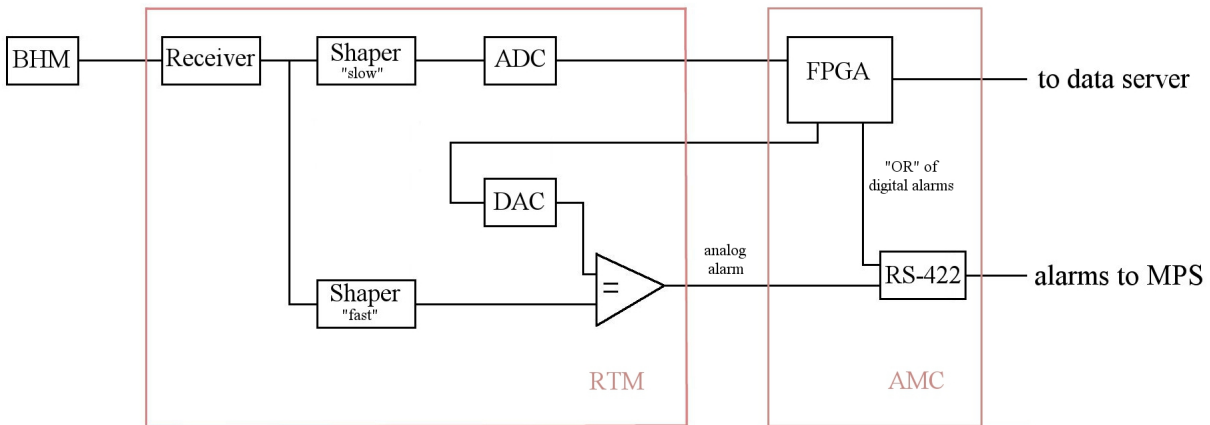 BHM
Receiver
Shaper
"slow"
ADC
FPGA
to data server
"OR" of
digital alarms
DAC
analog
alarm
RS-422
alarms to MPS
Shaper
"fast"
=
RTM
AMC